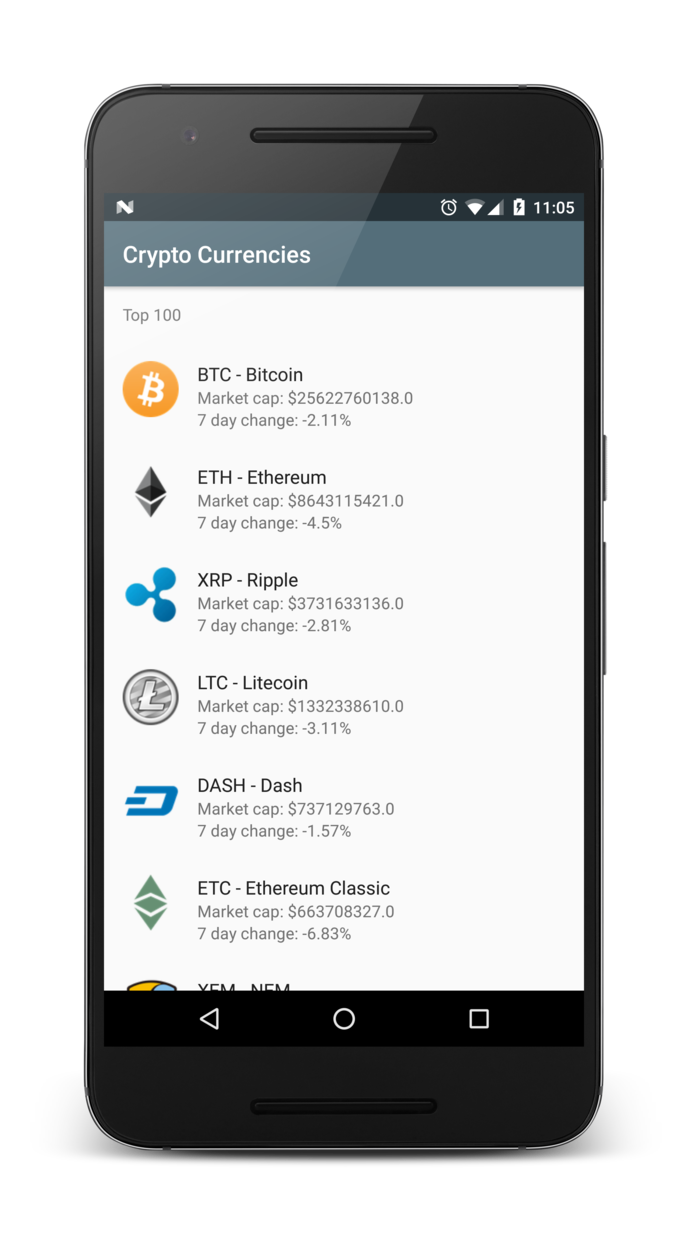 11:05
Crypto Currencies
Top 100
BTC - Bitcoin
Market cap: $25622760138.0
7 day change: -2.11%
ETH - Ethereum
Market cap: $8643115421.0
7 day change: -4.5%
XRP - Ripple
Market cap: $3731633136.0
7 day change: -2.81%
LTC - Litecoin
Market cap: $1332338610.0
7 day change: -3.11%
DASH - Dash
Market cap: $737129763.0
7 day change: -1.57%
ETC - Ethereum Classic
Market cap: $663708327.0
7 day change: -6.83%
XEM - NEM